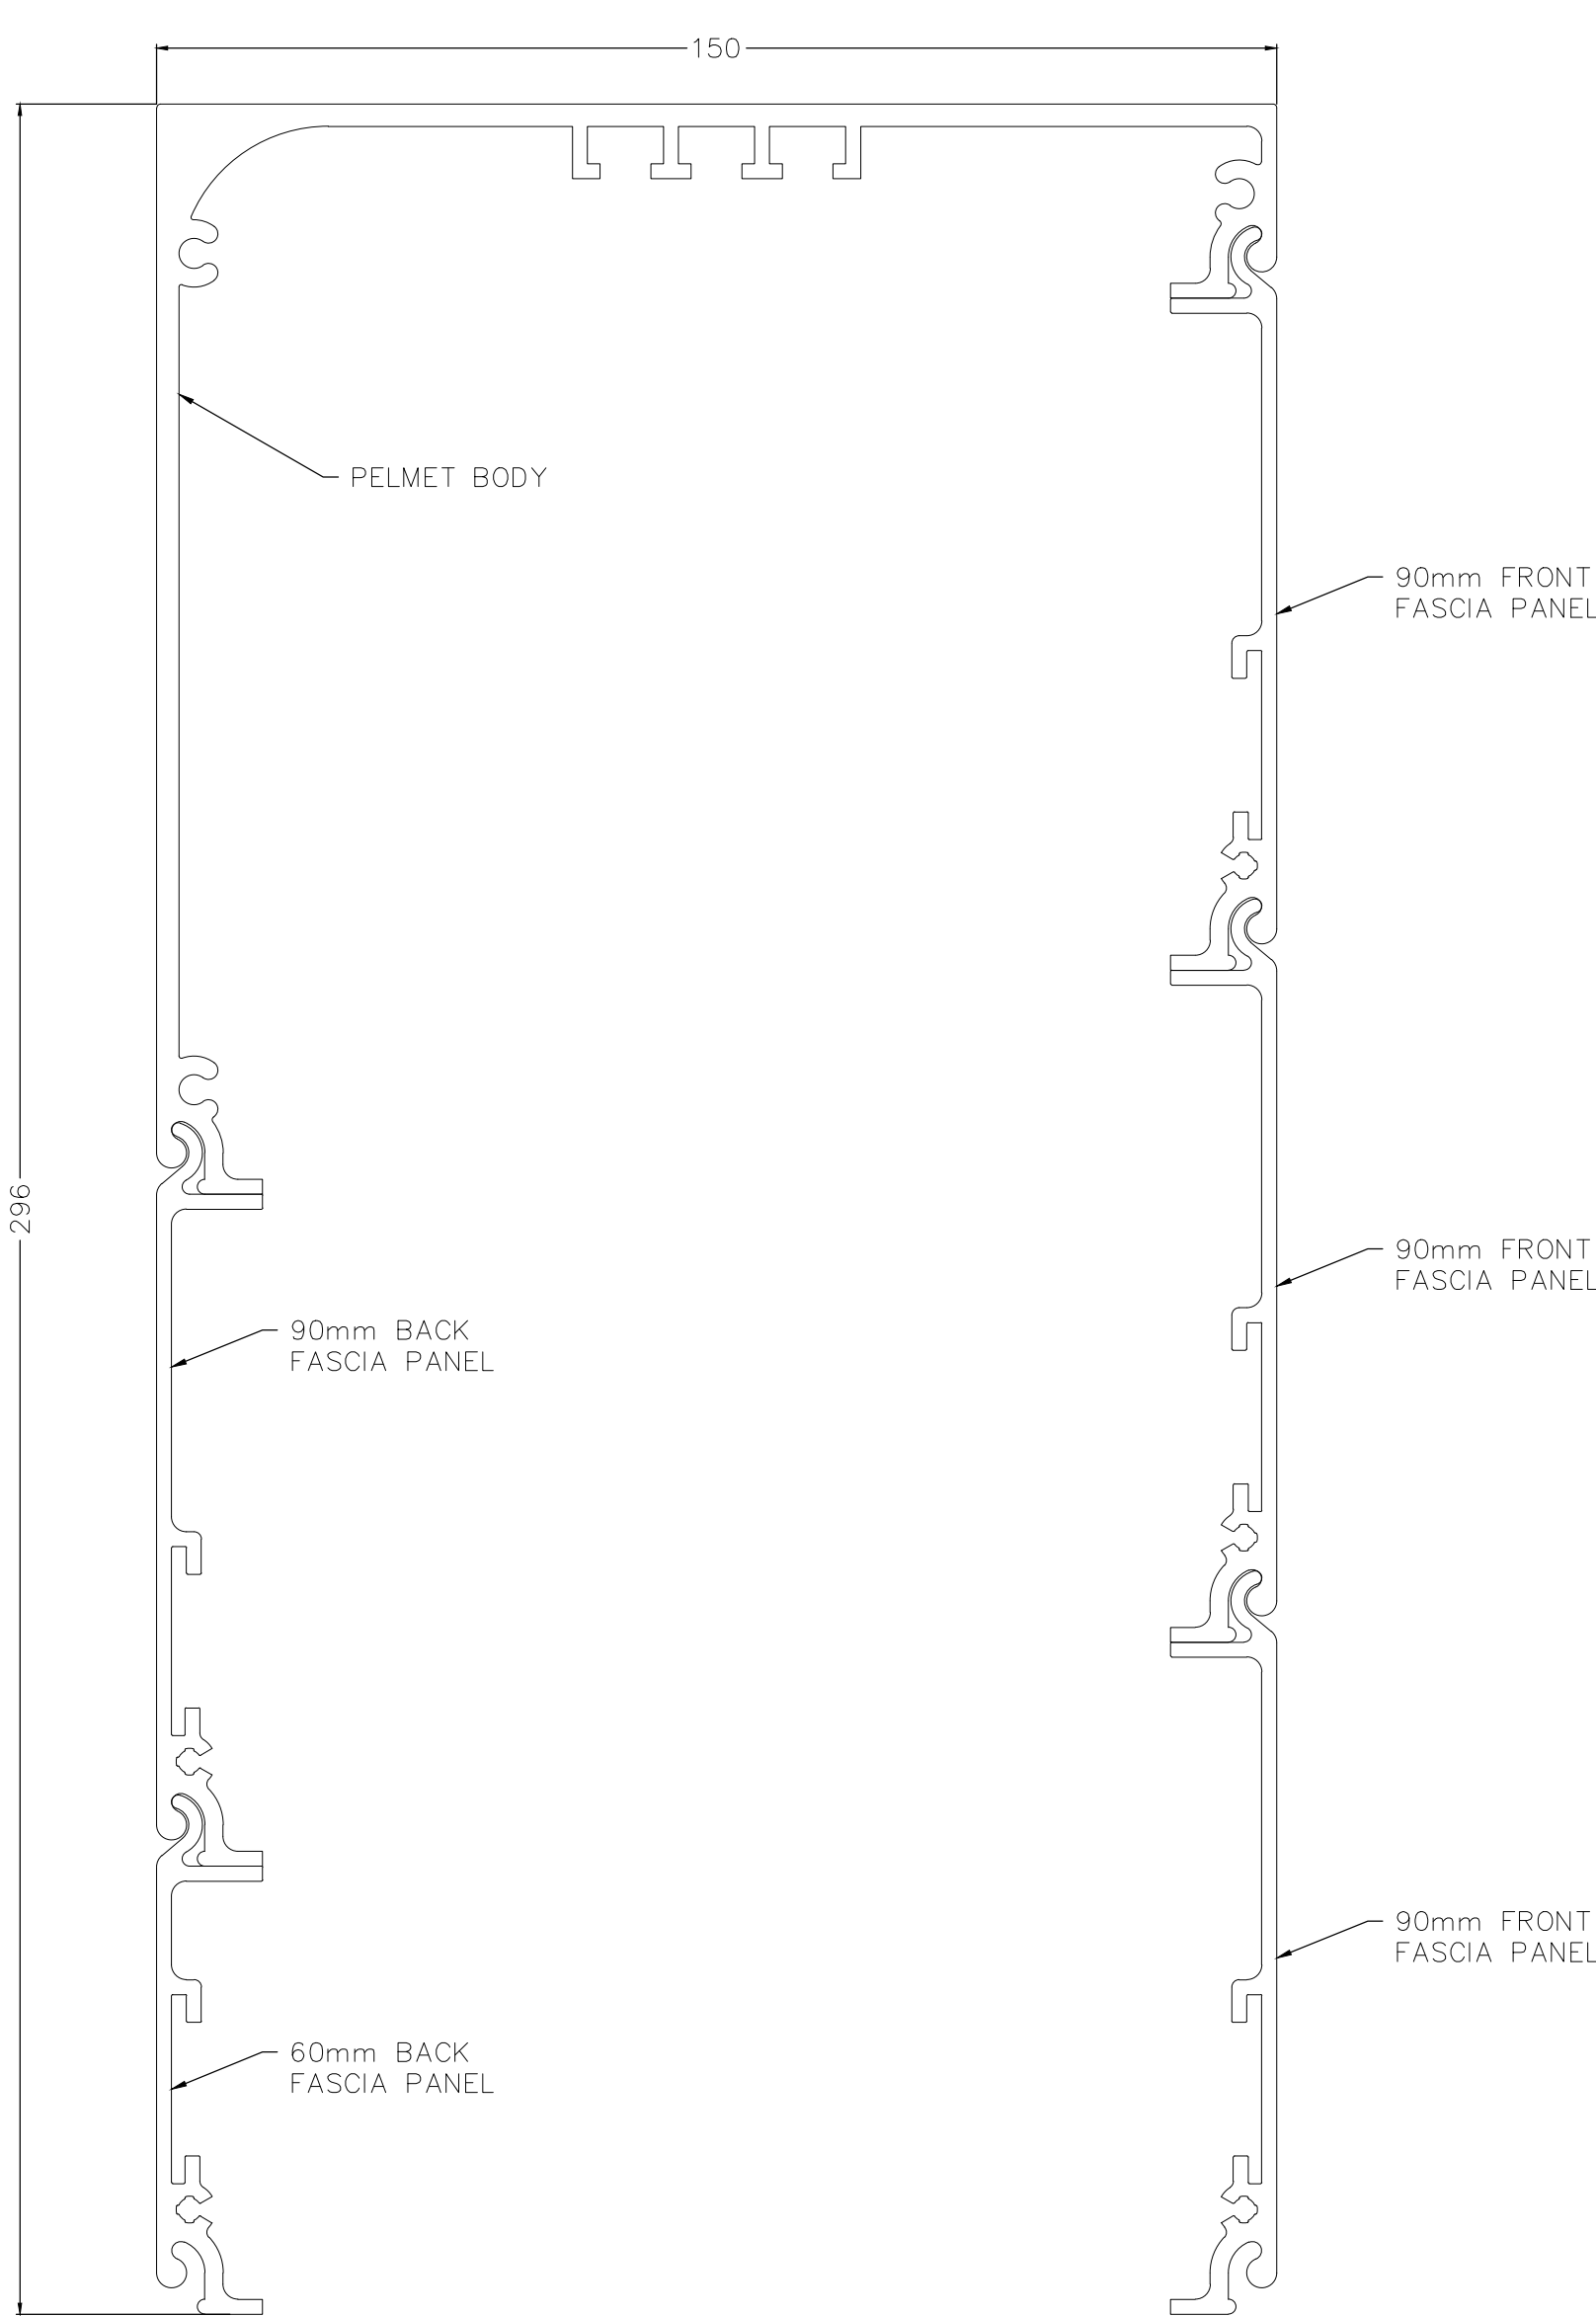 150
PELMET BODY
90mm FRONT
FASCIA PANEL
296
90mm FRONT
FASCIA PANEL
90mm BACK
FASCIA PANEL
90mm FRONT
FASCIA PANEL
60mm BACK
FASCIA PANEL